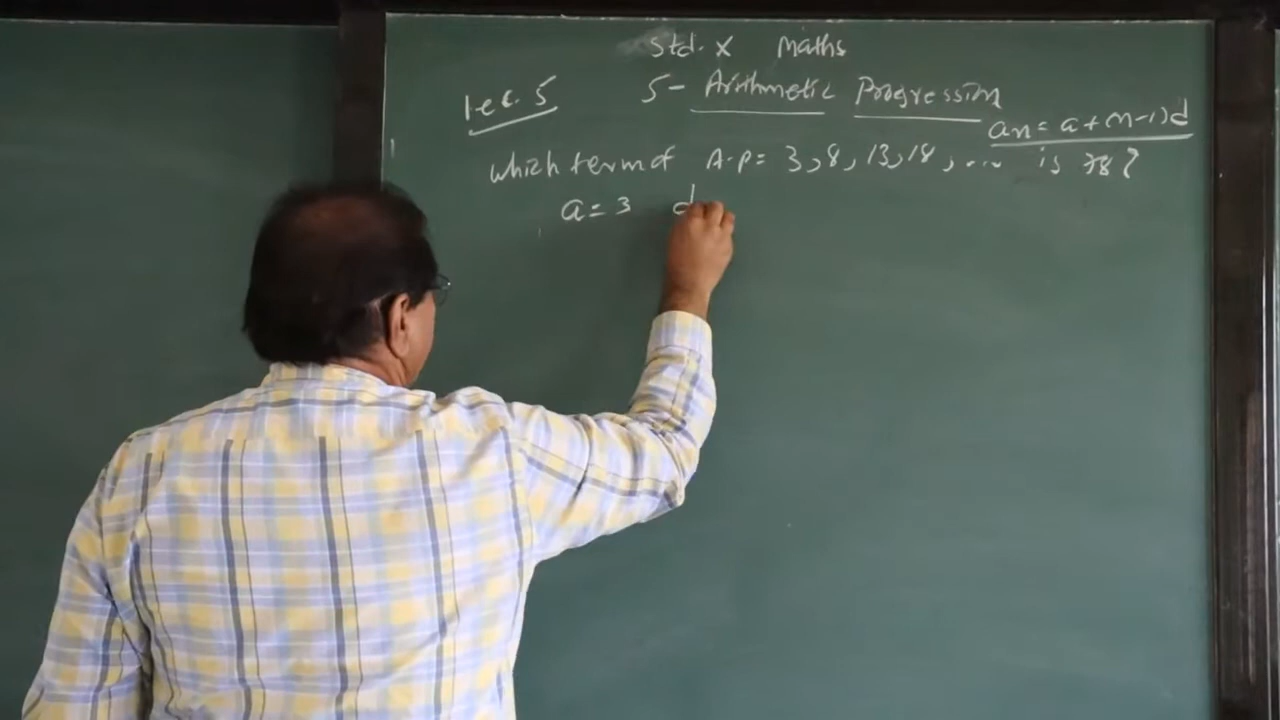 Std. X Maths
Lec. 5 5- Arithmetic Progression
an = a + (n-1)d
which term of A.P = 3, 8, 13, 18, .... is 78?
a = 3 d